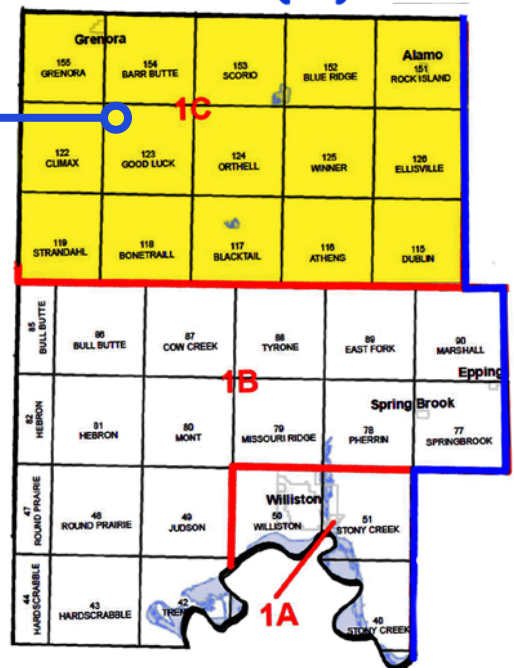 Grenora
155
GRENORA
154
BARR BUTTE
153
SCORIO
152
BLUE RIDGE
Alamo
151
ROCK ISLAND
1C
122
CLIMAX
123
GOOD LUCK
124
ORTHELL
125
WINNER
126
ELLISVILLE
119
STRANDAHL
118
BONETRAILL
117
BLACKTAIL
116
ATHENS
115
DUBLIN
85
BULL BUTTE
86
BULL BUTTE
87
COW CREEK
88
TYRONE
89
EAST FORK
90
MARSHALL
Epping
1B
82
HEBRON
81
HEBRON
80
MONT
79
MISSOURI RIDGE
Spring Brook
78
PHERRIN
77
SPRINGBROOK
47
ROUND PRAIRIE
48
ROUND PRAIRIE
49
JUDSON
Williston
50
WILLISTON
51
STONY CREEK
44
HARDSCRABBLE
43
HARDSCRABBLE
42
1A
40
STONY CREEK